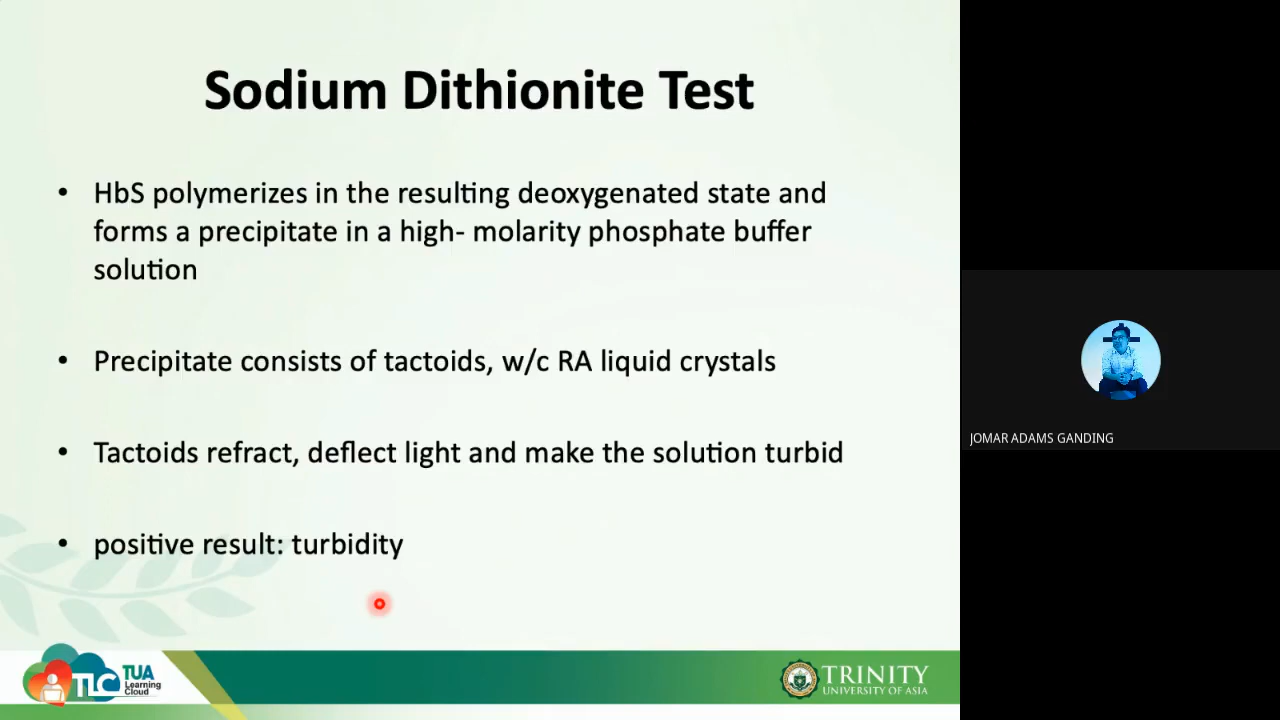 Sodium Dithionite Test
• HbS polymerizes in the resulting deoxygenated state and
forms a precipitate in a high- molarity phosphate buffer
solution
• Precipitate consists of tactoids, w/c RA liquid crystals
• Tactoids refract, deflect light and make the solution turbid
• positive result: turbidity
JOMAR ADAMS GANDING
TLC
TUA
Learning
Cloud
TRINITY
UNIVERSITY OF ASIA